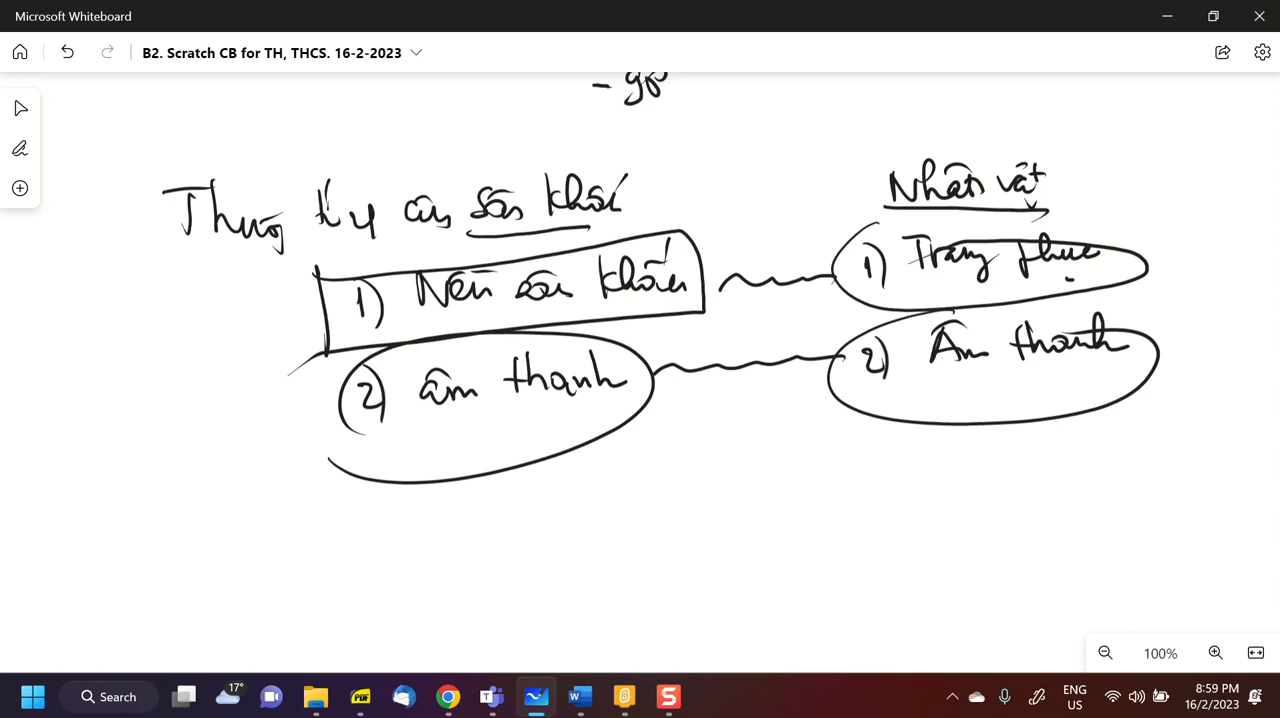 Microsoft Whiteboard
B2. Scratch CB for TH, THCS. 16-2-2023
Thuộc của sân khấu
Nhân vật
1) Nền sân khấu
1) Trang phục
2) âm thanh
2) Âm thanh
100%
17°
Search
PDF
ENG
US
8:59 PM
16/2/2023